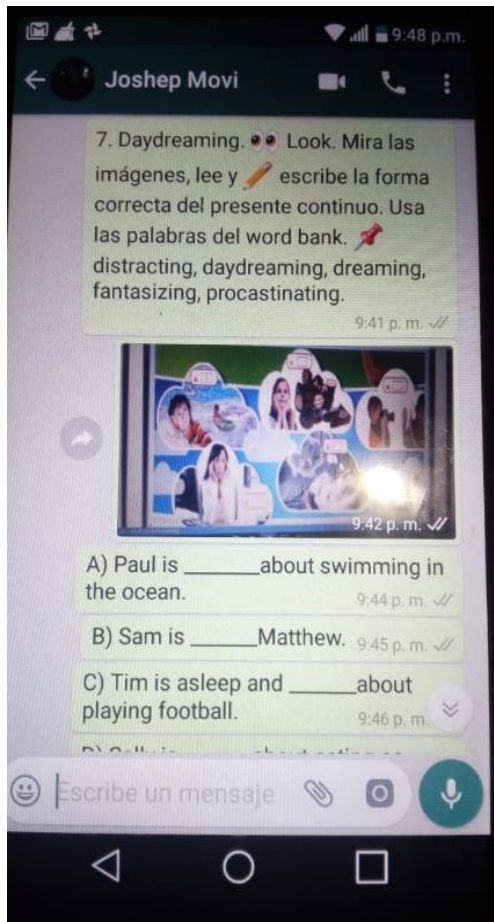 9:48 p.m.
Joshep Movi
7. Daydreaming. 👀 Look. Mira las
imágenes, lee y ✏️ escribe la forma
correcta del presente continuo. Usa
las palabras del word bank. 📌
distracting, daydreaming, dreaming,
fantasizing, procastinating.
9:41 p. m.
9:42 p. m.
A) Paul is _______about swimming in
the ocean.
9:44 p. m.
B) Sam is ______Matthew. 9:45 p. m.
C) Tim is asleep and ______about
playing football.
9:46 p. m.
Escribe un mensaje